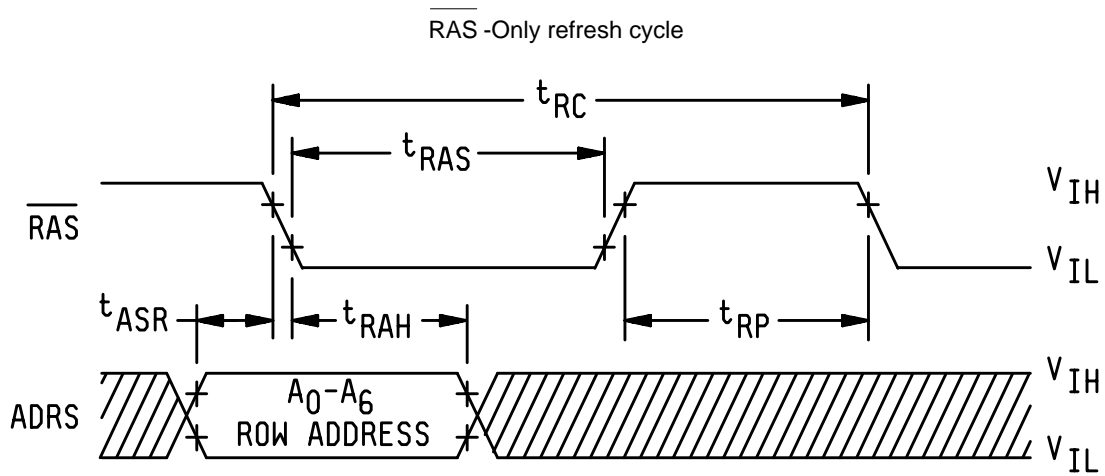 RAS -Only refresh cycle
tRC
tRAS
RAS
VIH
VIL
tASR
tRAH
tRP
ADRS
A0-A6
ROW ADDRESS
VIH
VIL